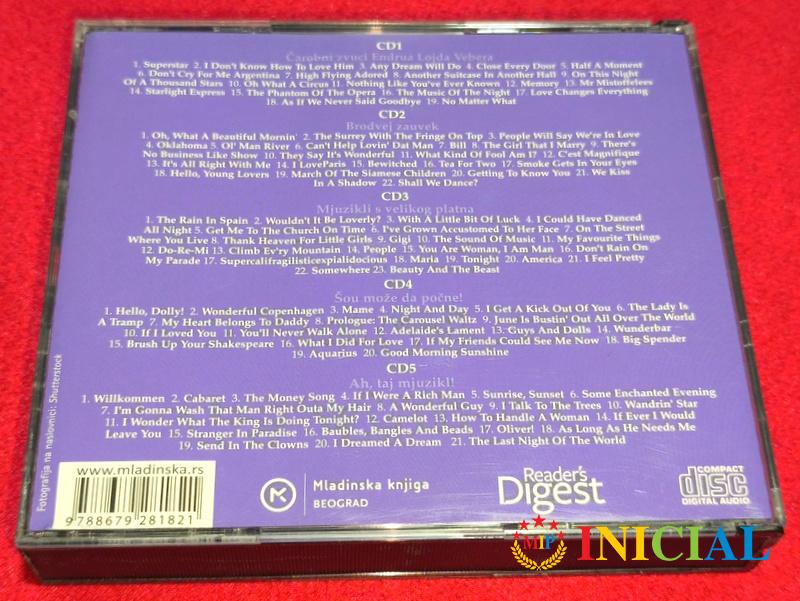 CD1
Čarobni zvuci Endrua Lojda Vebera
1. Superstar 2. I Don't Know How To Love Him 3. Any Dream Will Do 4. Close Every Door 5. Half A Moment
6. Don't Cry For Me Argentina 7. High Flying Adored 8. Another Suitcase In Another Hall 9. On This Night
Of A Thousand Stars 10. Oh What A Circus 11. Nothing Like You've Ever Known 12. Memory 13. Mr Mistoffelees
14. Starlight Express 15. The Phantom Of The Opera 16. The Music Of The Night 17. Love Changes Everything
18. As If We Never Said Goodbye 19. No Matter What
CD2
Brodvej zauvek
1. Oh, What A Beautiful Mornin' 2. The Surrey With The Fringe On Top 3. People Will Say We're In Love
4. Oklahoma 5. Ol' Man River 6. Can't Help Lovin' Dat Man 7. Bill 8. The Girl That I Marry 9. There's
No Business Like Show 10. They Say It's Wonderful 11. What Kind Of Fool Am I? 12. C'est Magnifique
13. It's All Right With Me 14. I LoveParis 15. Bewitched 16. Tea For Two 17. Smoke Gets In Your Eyes
18. Hello, Young Lovers 19. March Of The Siamese Children 20. Getting To Know You 21. We Kiss
In A Shadow 22. Shall We Dance?
CD3
Mjuzikli s velikog platna
1. The Rain In Spain 2. Wouldn't It Be Loverly? 3. With A Little Bit Of Luck 4. I Could Have Danced
All Night 5. Get Me To The Church On Time 6. I've Grown Accustomed To Her Face 7. On The Street
Where You Live 8. Thank Heaven For Little Girls 9. Gigi 10. The Sound Of Music 11. My Favourite Things
12. Do-Re-Mi 13. Climb Ev'ry Mountain 14. People 15. You Are Woman, I Am Man 16. Don't Rain On
My Parade 17. Supercalifragilisticexpialidocious 18. Maria 19. Tonight 20. America 21. I Feel Pretty
22. Somewhere 23. Beauty And The Beast
CD4
Šou može da počne!
1. Hello, Dolly! 2. Wonderful Copenhagen 3. Mame 4. Night And Day 5. I Get A Kick Out Of You 6. The Lady Is
A Tramp 7. My Heart Belongs To Daddy 8. Prologue: The Carousel Waltz 9. June Is Bustin' Out All Over The World
10. If I Loved You 11. You'll Never Walk Alone 12. Adelaide's Lament 13. Guys And Dolls 14. Wunderbar
15. Brush Up Your Shakespeare 16. What I Did For Love 17. If My Friends Could See Me Now 18. Big Spender
19. Aquarius 20. Good Morning Sunshine
CD5
Ah, taj mjuzikl!
1. Willkommen 2. Cabaret 3. The Money Song 4. If I Were A Rich Man 5. Sunrise, Sunset 6. Some Enchanted Evening
7. I'm Gonna Wash That Man Right Outa My Hair 8. A Wonderful Guy 9. I Talk To The Trees 10. Wandrin' Star
11. I Wonder What The King Is Doing Tonight? 12. Camelot 13. How To Handle A Woman 14. If Ever I Would
Leave You 15. Stranger In Paradise 16. Baubles, Bangles And Beads 17. Oliver! 18. As Long As He Needs Me
19. Send In The Clowns 20. I Dreamed A Dream 21. The Last Night Of The World
Fotografija na naslovnici: Shutterstock
www.mladinska.rs
9 788679 281821
Mladinska knjiga
BEOGRAD
Reader's
Digest
COMPACT
disc
DIGITAL AUDIO
MIP
INICIAL